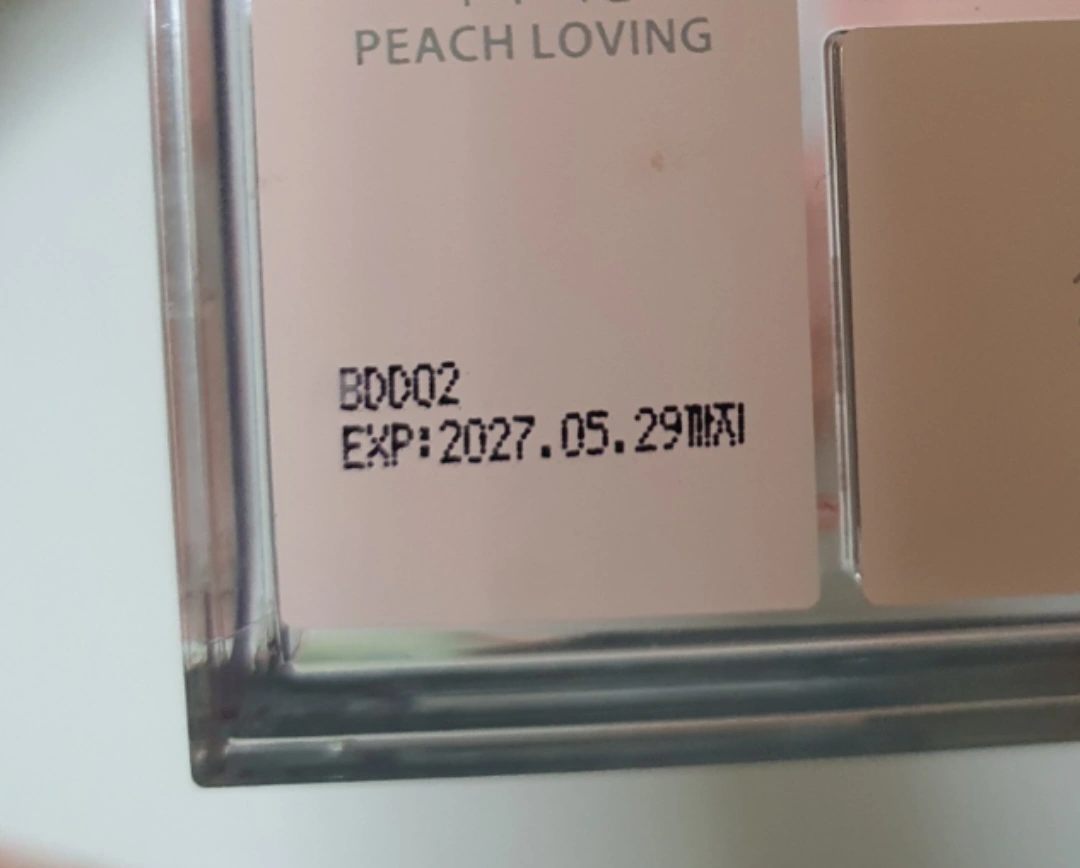 PEACH LOVING
BDD02
EXP:2027.05.29까지